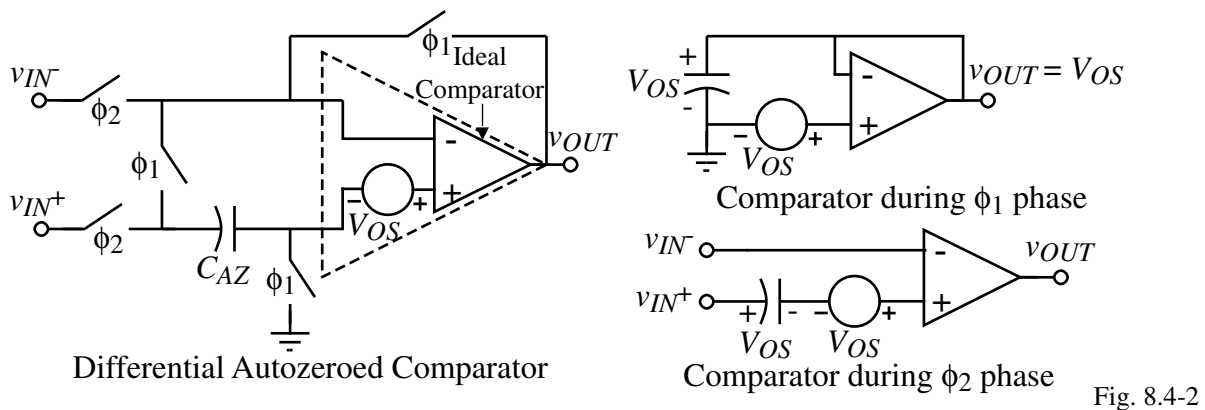 vIN-
ϕ2
ϕ1
vIN+
ϕ2
CAZ
ϕ1
ϕ1
Ideal
Comparator
-
+
- +
VOS
vOUT
Differential Autozeroed Comparator
+
VOS
-
-
+
- +
VOS
vOUT = VOS
Comparator during ϕ1 phase
vIN-
vIN+
+ -
VOS
- +
VOS
-
+
vOUT
Comparator during ϕ2 phase
Fig. 8.4-2